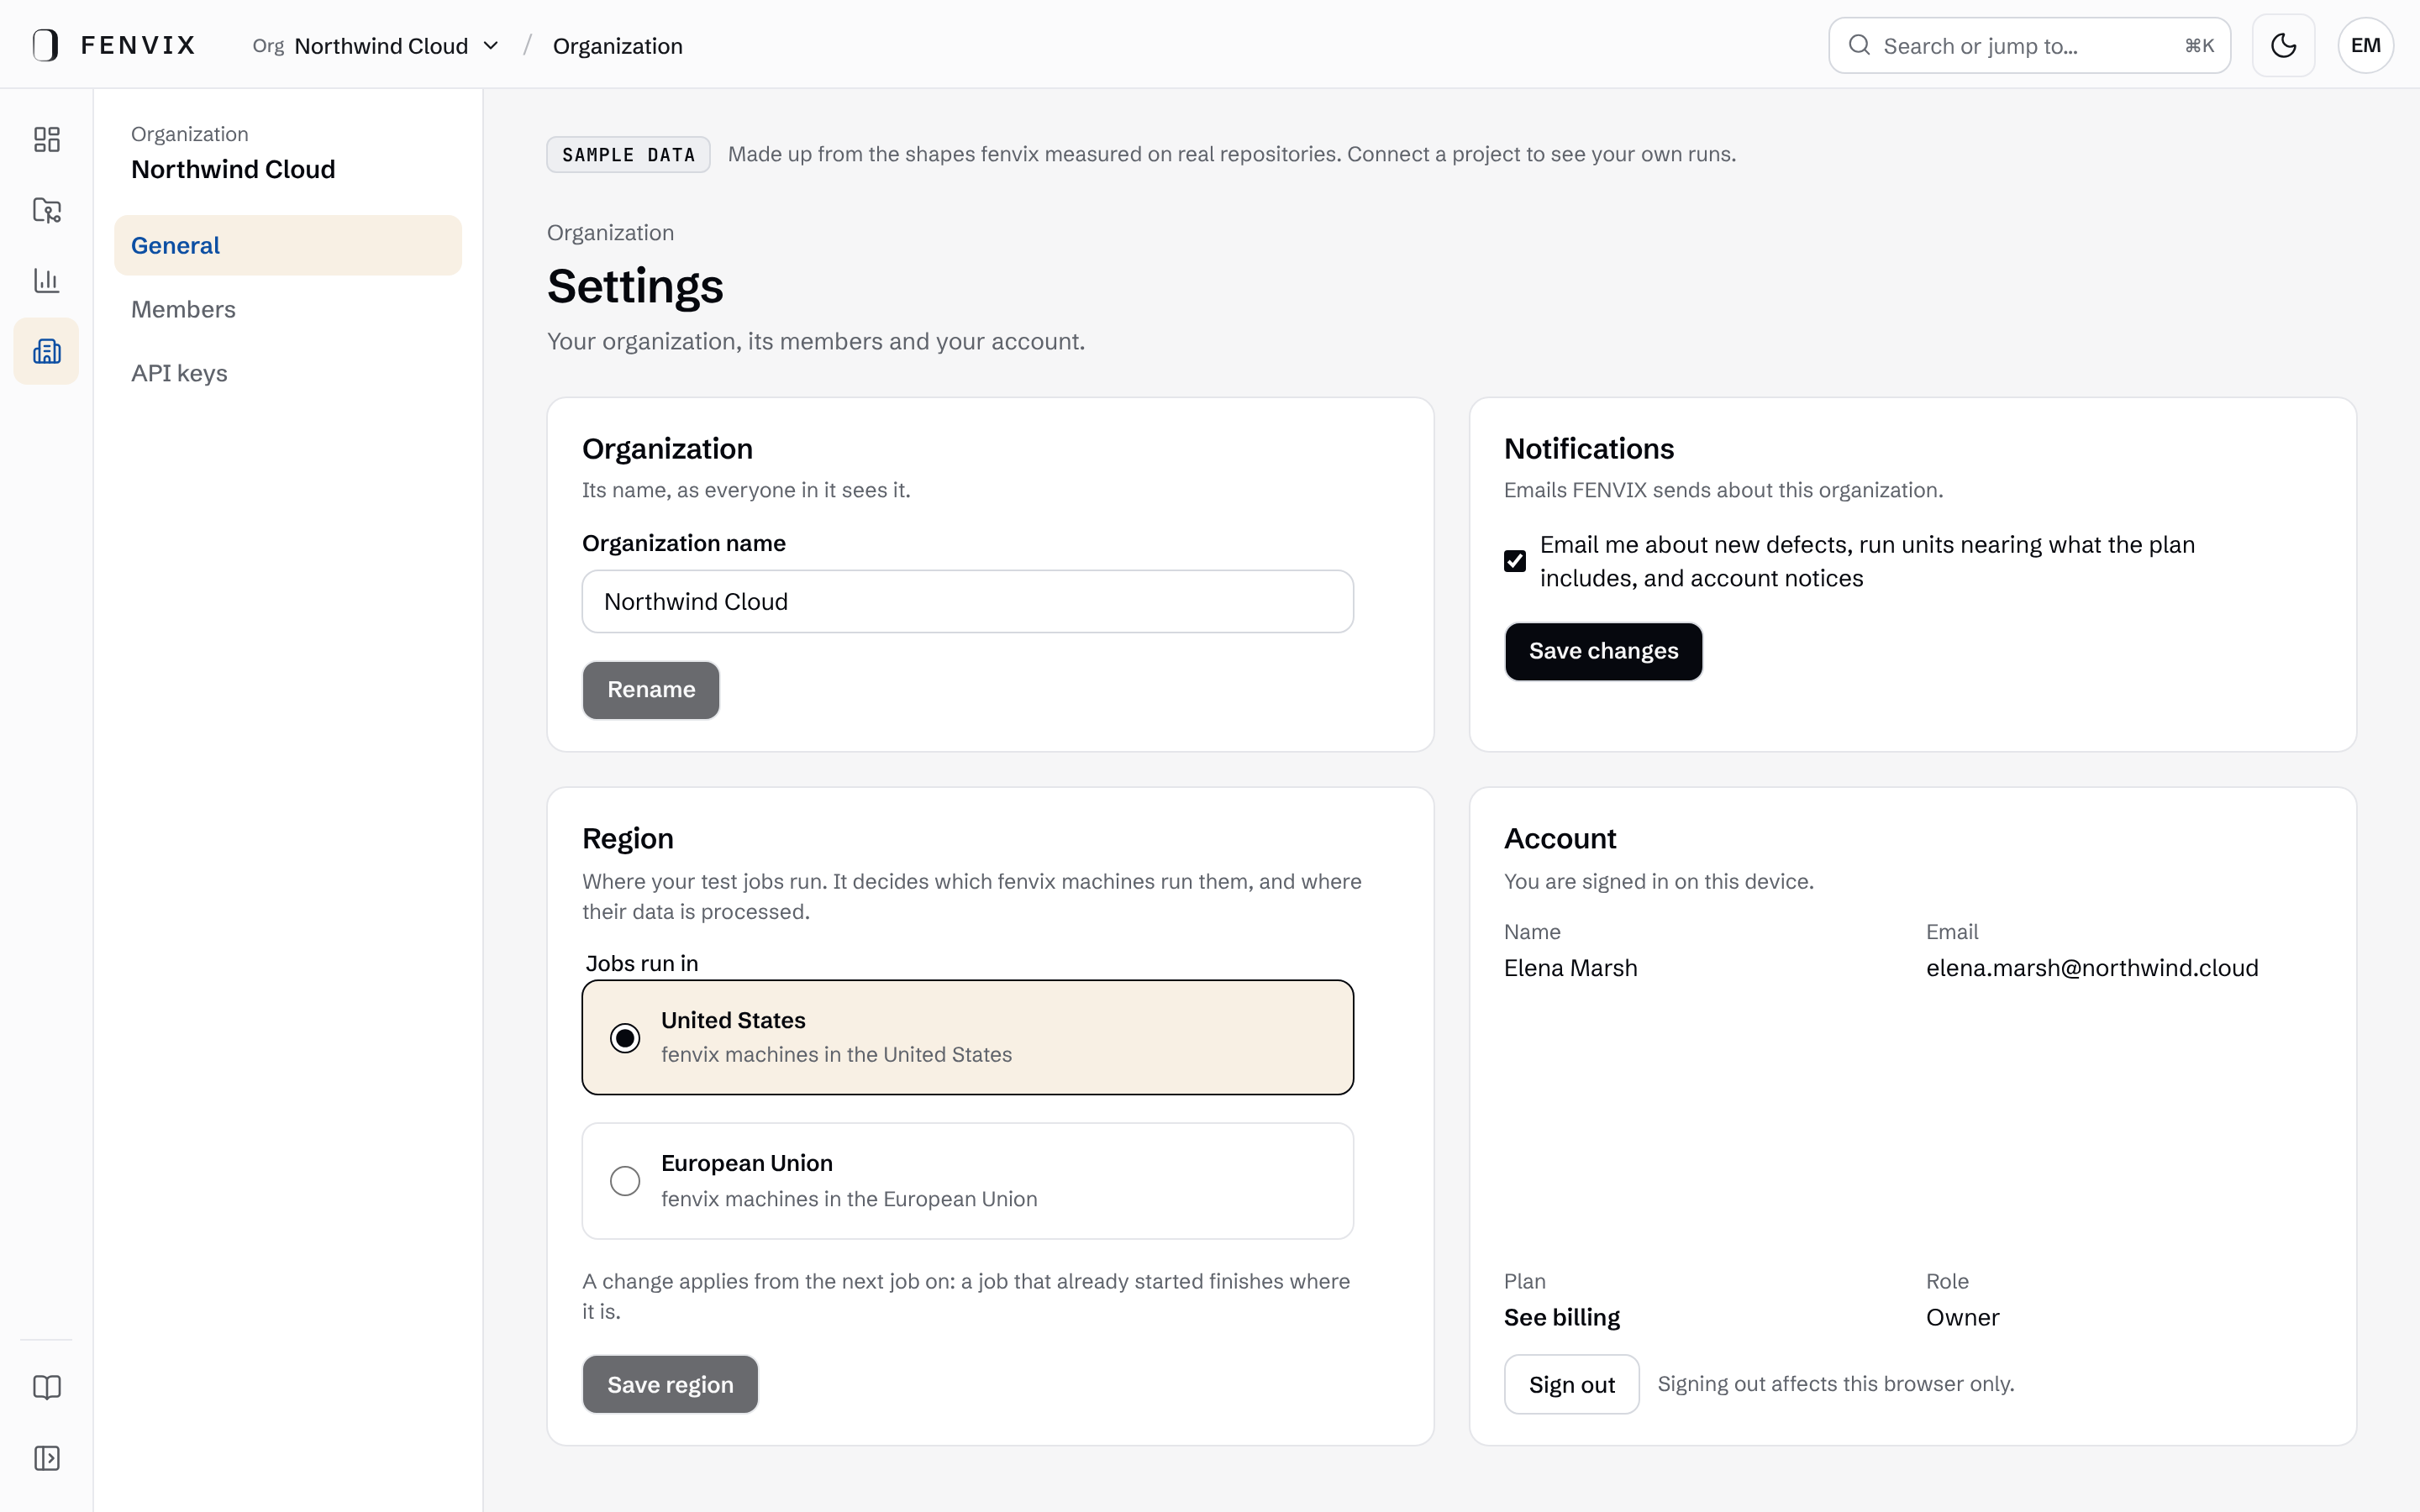 FENVIX
Org Northwind Cloud / Organization
Search or jump to... ⌘K
EM
Organization
Northwind Cloud
General
Members
API keys
SAMPLE DATA Made up from the shapes fenvix measured on real repositories. Connect a project to see your own runs.
Organization
Settings
Your organization, its members and your account.
Organization
Its name, as everyone in it sees it.
Organization name
Northwind Cloud
Rename
Notifications
Emails FENVIX sends about this organization.
Email me about new defects, run units nearing what the plan
includes, and account notices
Save changes
Region
Where your test jobs run. It decides which fenvix machines run them, and where
their data is processed.
Jobs run in
United States
fenvix machines in the United States
European Union
fenvix machines in the European Union
A change applies from the next job on: a job that already started finishes where
it is.
Save region
Account
You are signed in on this device.
Name
Elena Marsh
Email
elena.marsh@northwind.cloud
Plan
See billing
Role
Owner
Sign out
Signing out affects this browser only.